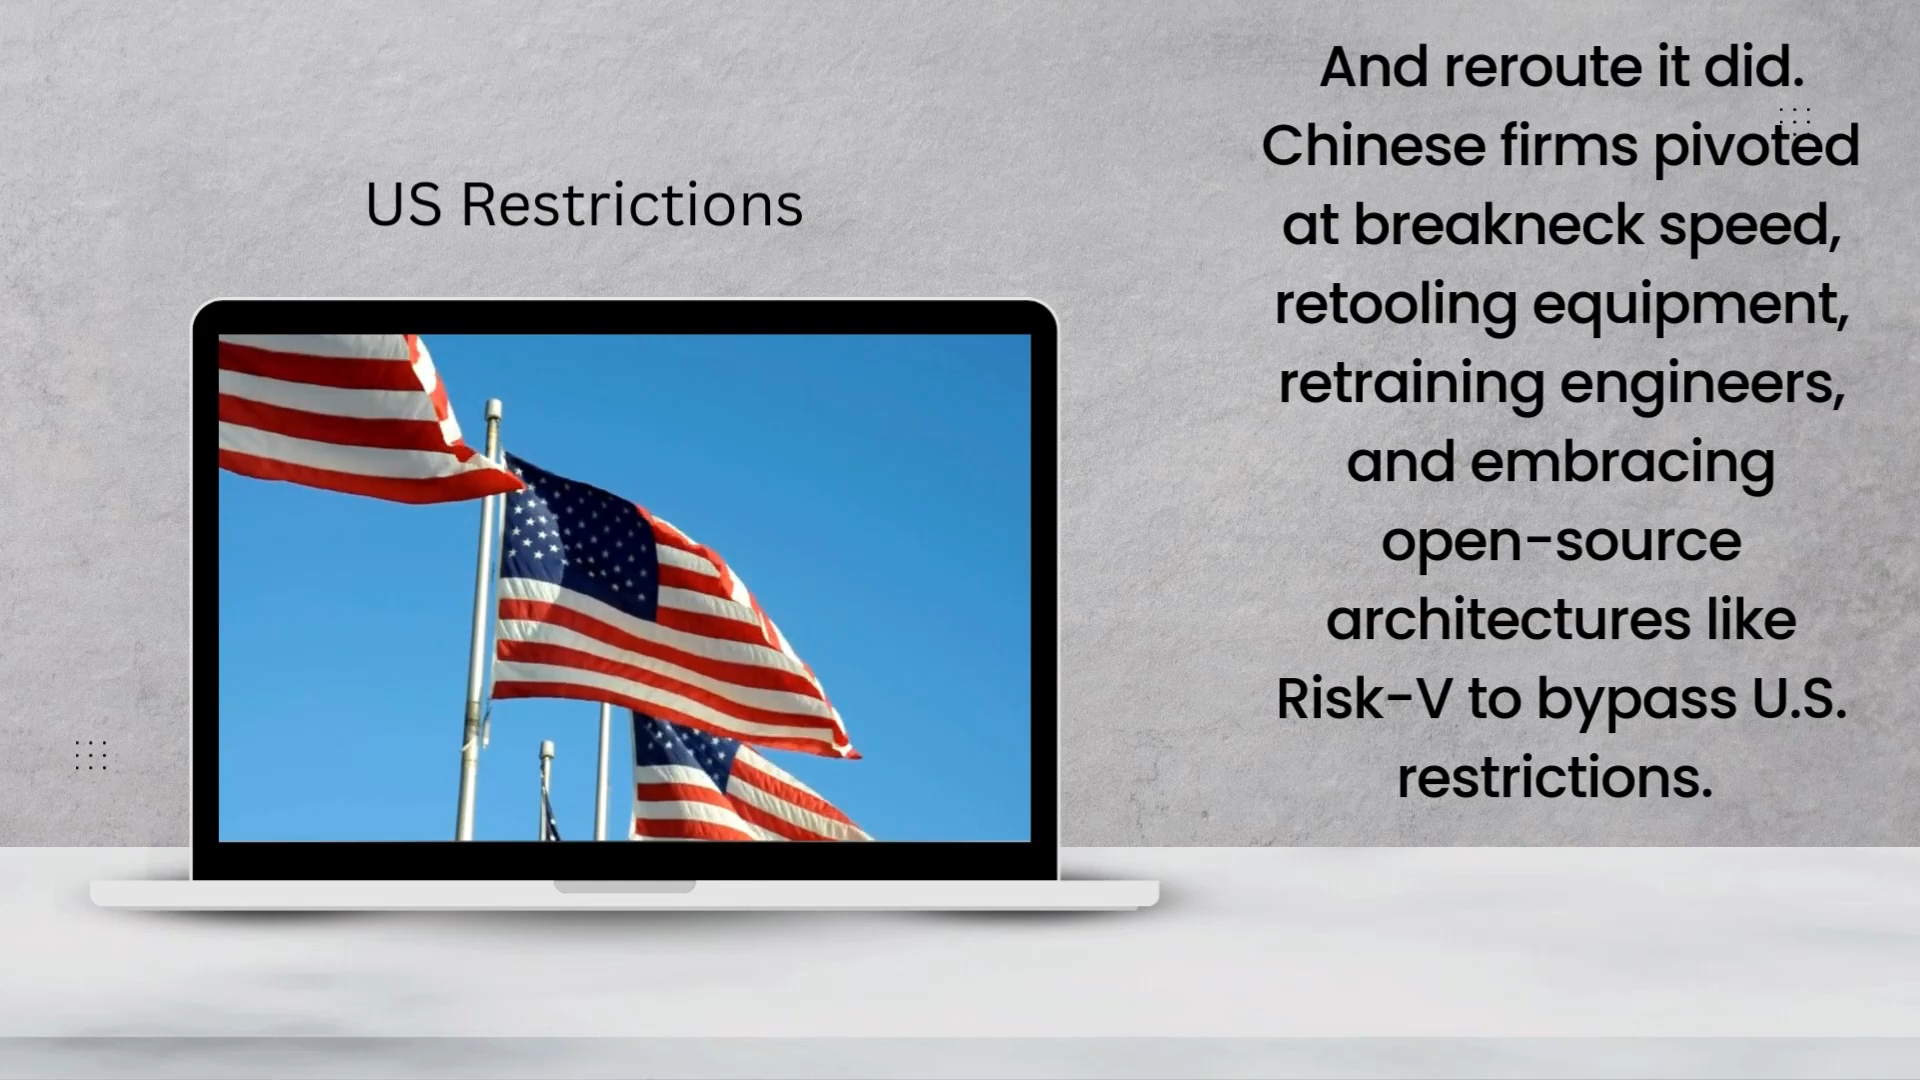 US Restrictions
And reroute it did.
Chinese firms pivoted
at breakneck speed,
retooling equipment,
retraining engineers,
and embracing
open-source
architectures like
Risk-V to bypass U.S.
restrictions.